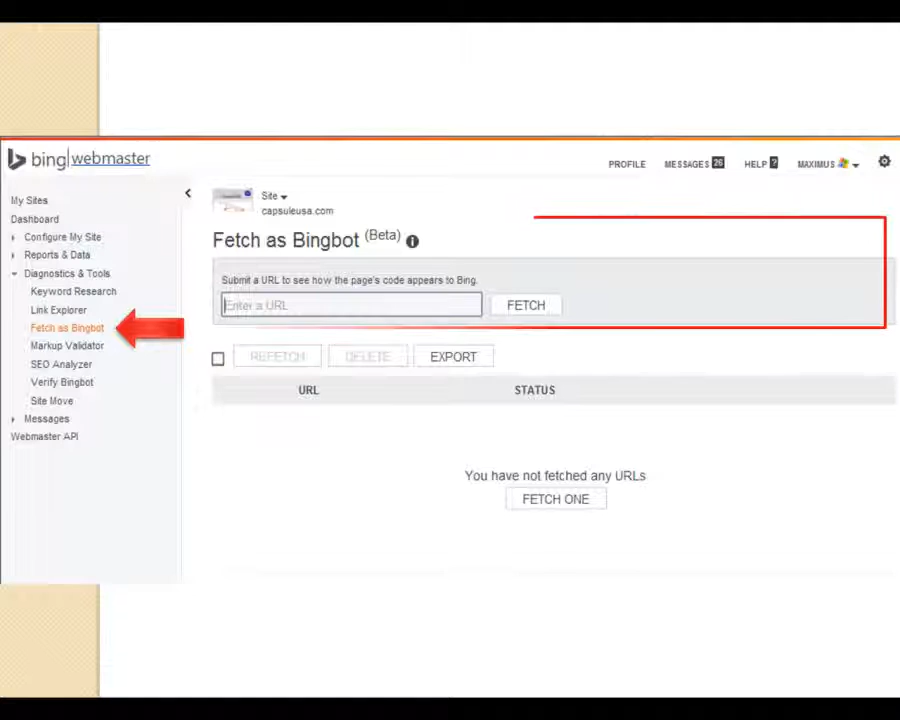 bing webmaster
PROFILE MESSAGES 26 HELP ? MAXIMUS
My Sites
Dashboard
Configure My Site
Reports & Data
Diagnostics & Tools
Keyword Research
Link Explorer
Fetch as Bingbot
Markup Validator
SEO Analyzer
Verify Bingbot
Site Move
Messages
Webmaster API
Site
capsuleusa.com
Fetch as Bingbot (Beta)
Submit a URL to see how the page's code appears to Bing.
Enter a URL FETCH
REFETCH DELETE EXPORT
URL STATUS
You have not fetched any URLs
FETCH ONE